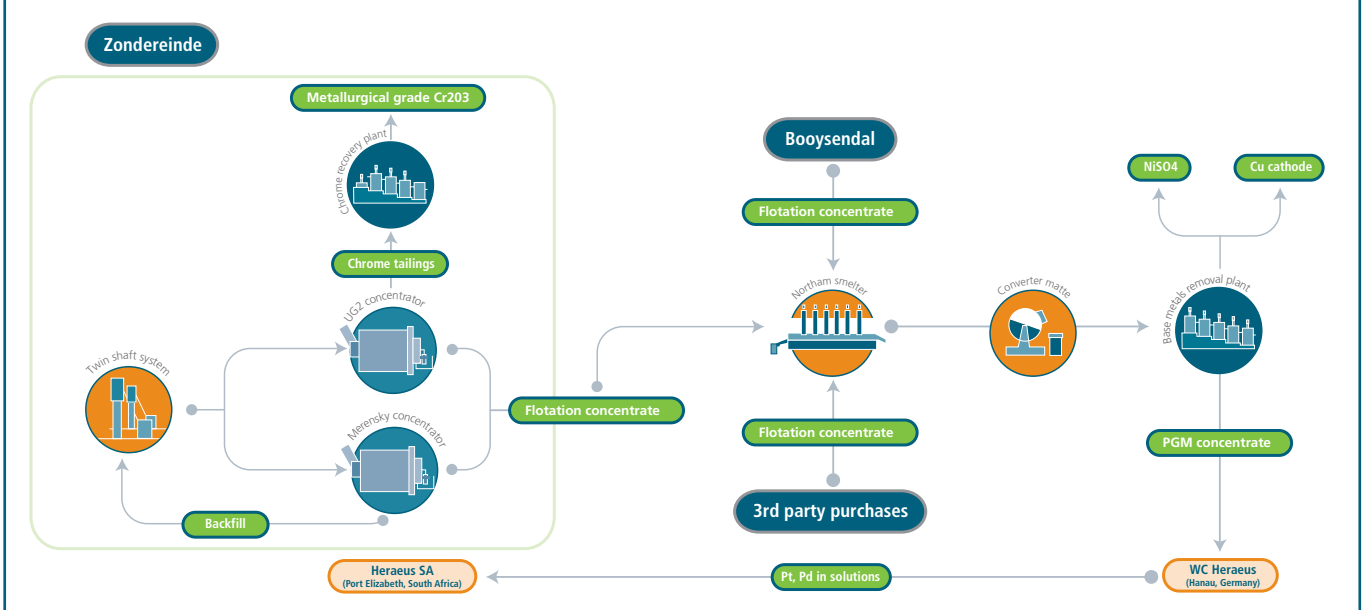 Zondereinde
Metallurgical grade Cr203
Chrome recovery plant
Chrome tailings
UG2 concentrator
Twin shaft system
Merensky concentrator
Backfill
Flotation concentrate
Booysendal
Flotation concentrate
Northam smelter
Flotation concentrate
3rd party purchases
Converter matte
NiSO4
Cu cathode
Base metals removal plant
PGM concentrate
WC Heraeus
(Hanau, Germany)
Pt, Pd in solutions
Heraeus SA
(Port Elizabeth, South Africa)